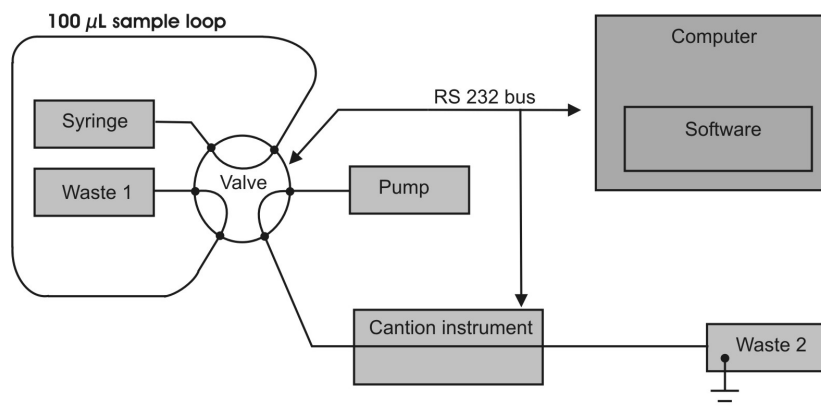 100 µL sample loop
Computer
RS 232 bus
Software
Syringe
Valve
Waste 1
Pump
Cantion instrument
Waste 2